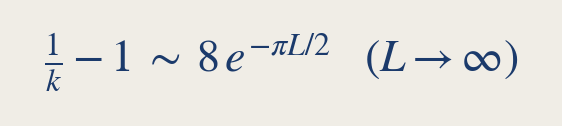 1/k − 1 ∼ 8e^{−πL/2} (L → ∞)